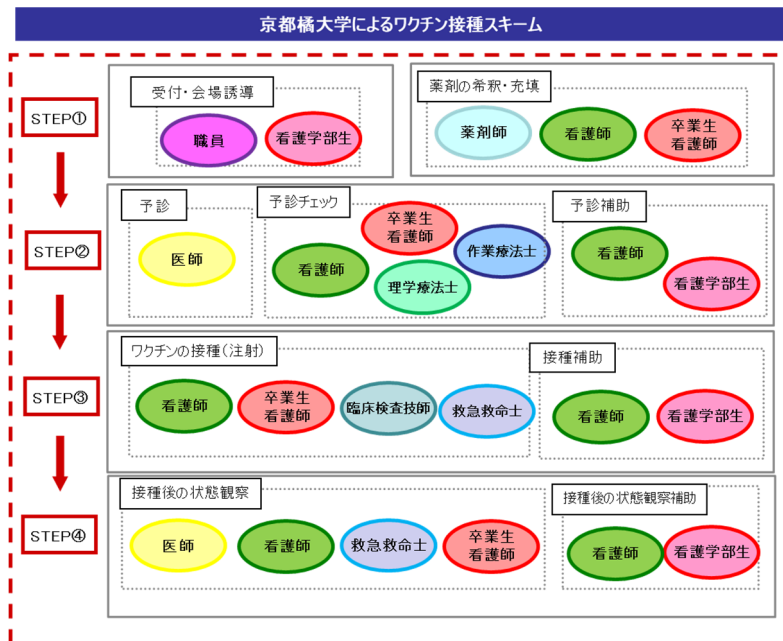 京都橘大学によるワクチン接種スキーム
STEP①
受付・会場誘導
職員
看護学部生
薬剤の希釈・充填
薬剤師
看護師
卒業生
看護師
STEP②
予診
医師
予診チェック
看護師
卒業生
看護師
理学療法士
作業療法士
予診補助
看護師
看護学部生
STEP③
ワクチンの接種(注射)
看護師
卒業生
看護師
臨床検査技師
救急救命士
接種補助
看護師
看護学部生
STEP④
接種後の状態観察
医師
看護師
救急救命士
卒業生
看護師
接種後の状態観察補助
看護師
看護学部生